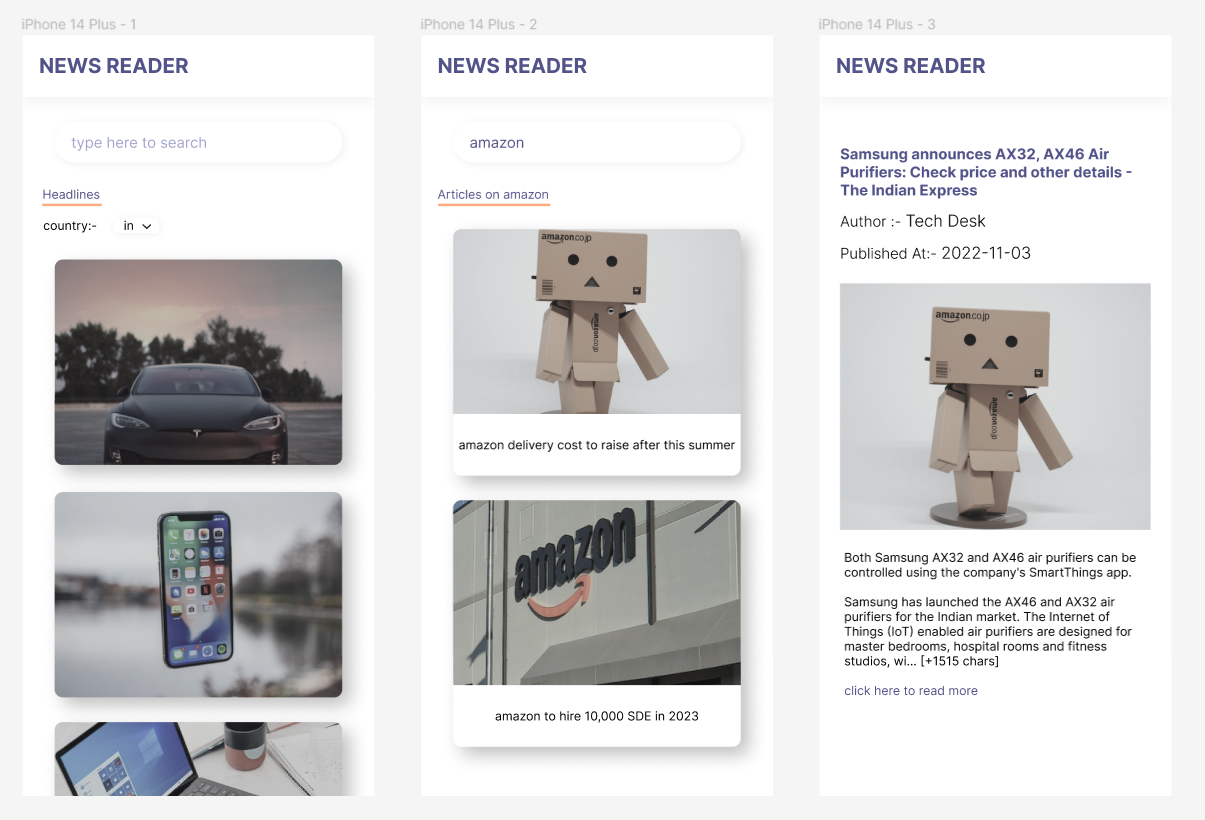 iPhone 14 Plus - 1
NEWS READER
type here to search
Headlines
country:-
in
iPhone 14 Plus - 2
NEWS READER
amazon
Articles on amazon
amazon.co.jp
amazon.co.jp
amazon delivery cost to raise after this summer
amazon
amazon to hire 10,000 SDE in 2023
iPhone 14 Plus - 3
NEWS READER
Samsung announces AX32, AX46 Air
Purifiers: Check price and other details -
The Indian Express
Author :- Tech Desk
Published At:- 2022-11-03
amazon.co.jp
amazon.co.jp
Both Samsung AX32 and AX46 air purifiers can be
controlled using the company's SmartThings app.
Samsung has launched the AX46 and AX32 air
purifiers for the Indian market. The Internet of
Things (IoT) enabled air purifiers are designed for
master bedrooms, hospital rooms and fitness
studios, wi... [+1515 chars]
click here to read more